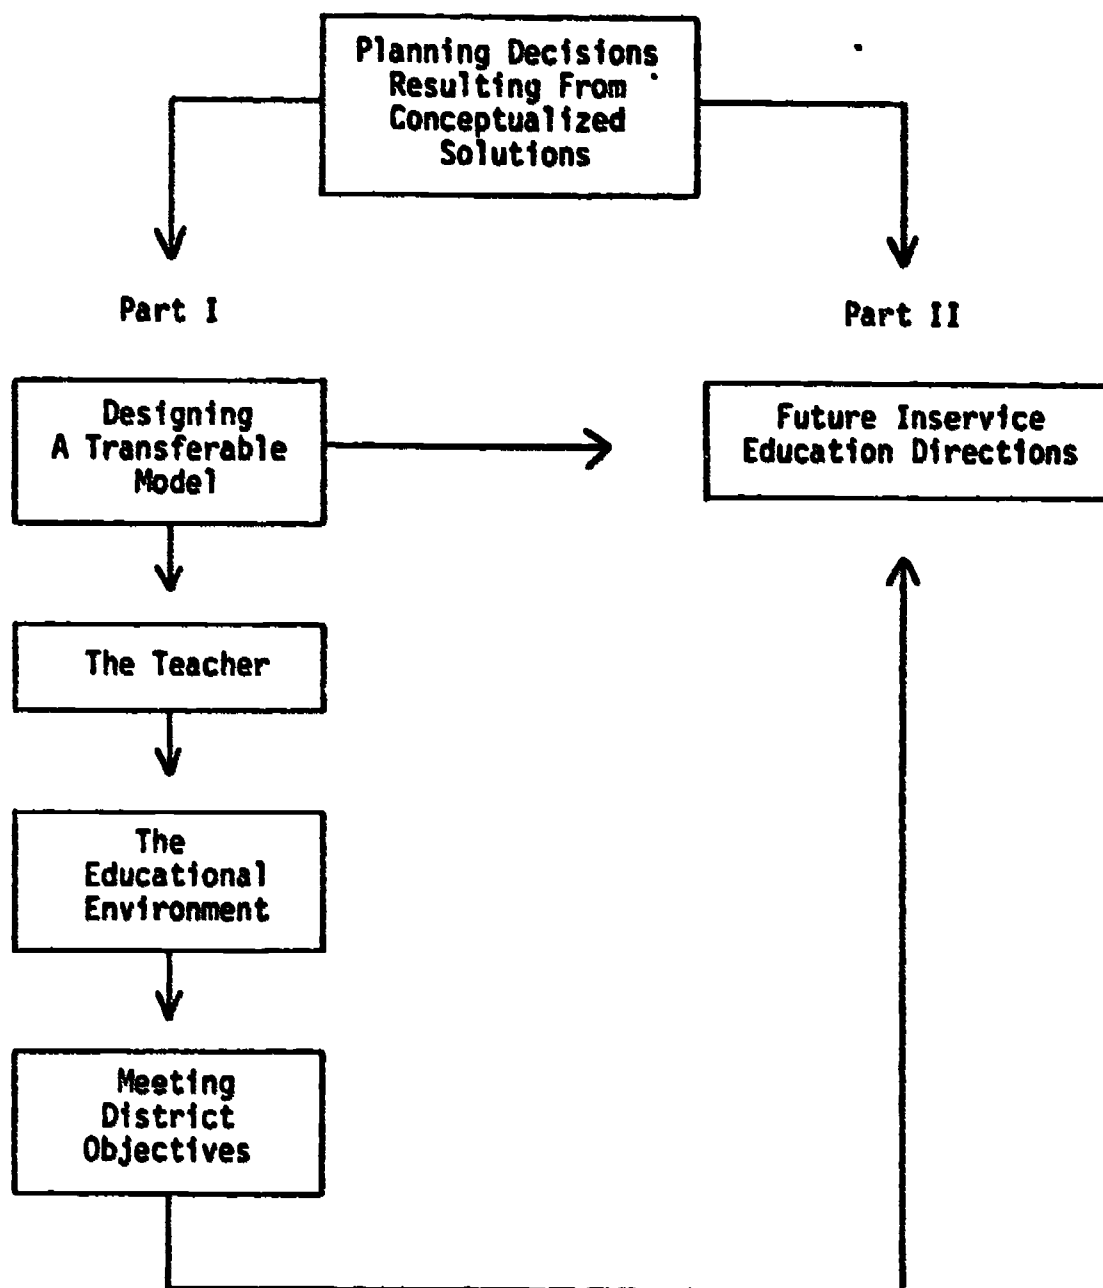 Planning Decisions
Resulting From
Conceptualized
Solutions
Part I
Part II
Designing
A Transferable
Model
Future Inservice
Education Directions
The Teacher
The
Educational
Environment
Meeting
District
Objectives